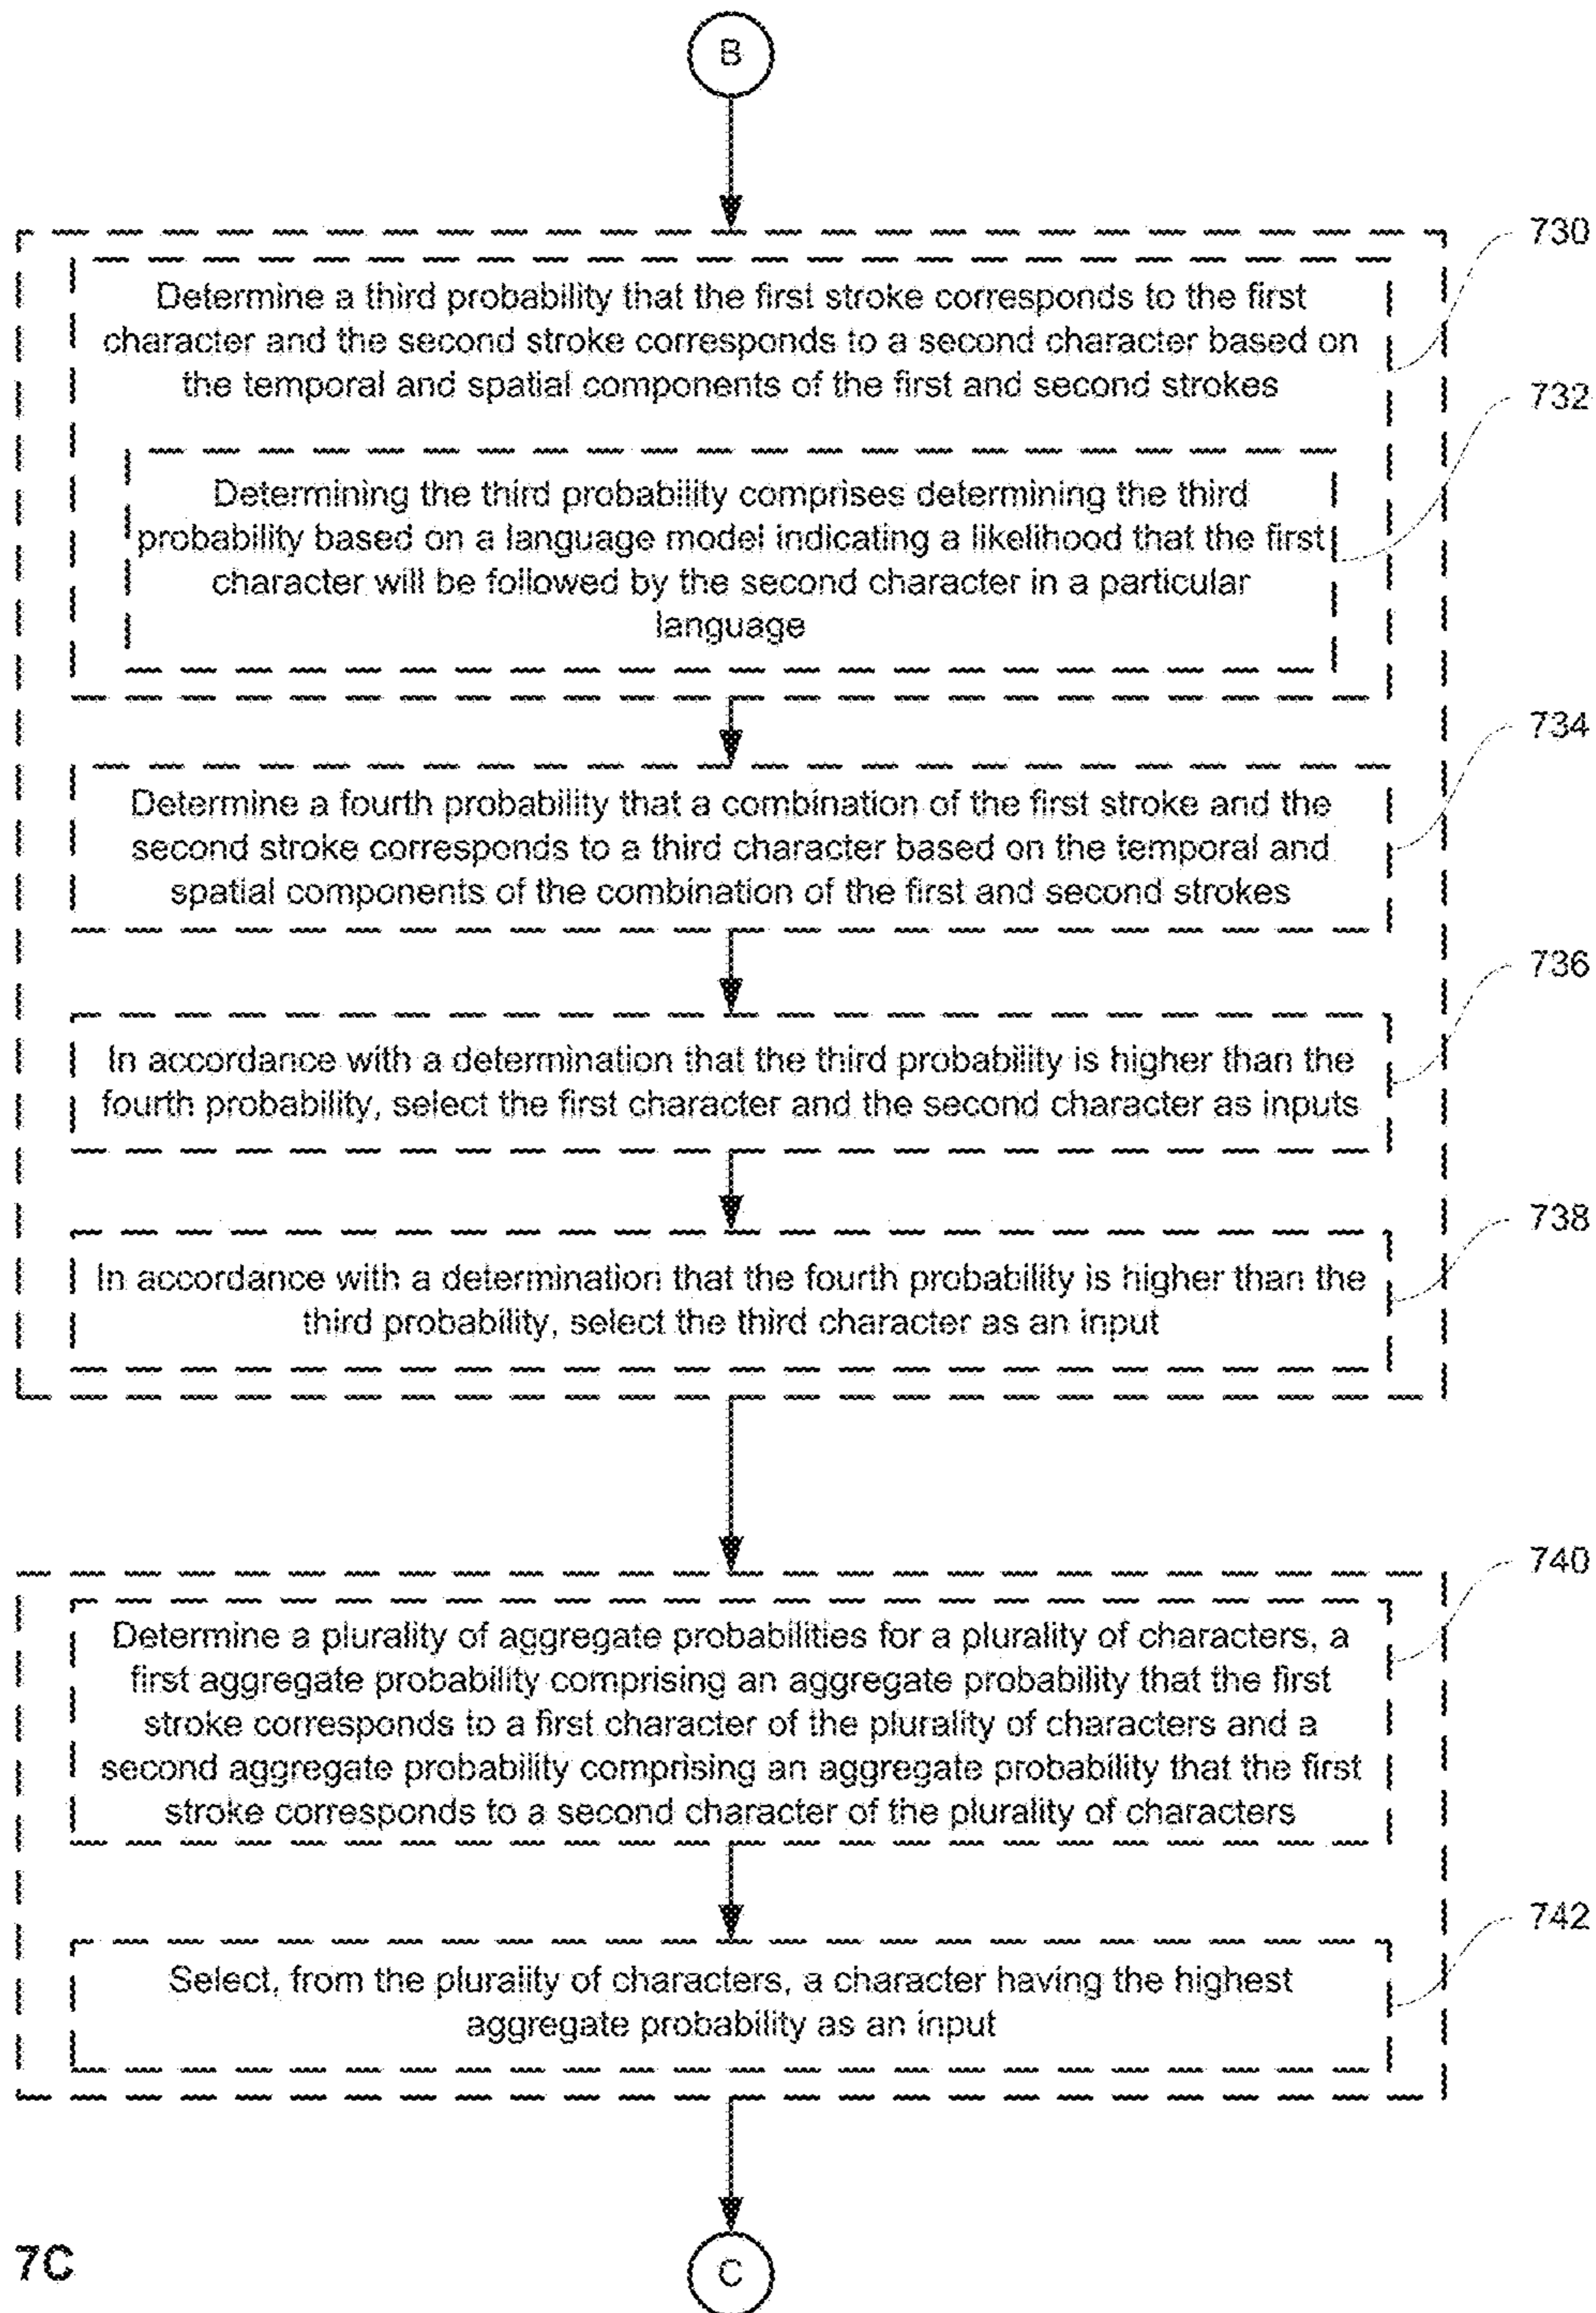 B
730
Determine a third probability that the first stroke corresponds to the first
character and the second stroke corresponds to a second character based on
the temporal and spatial components of the first and second strokes
732
Determining the third probability comprises determining the third
probability based on a language model indicating a likelihood that the first
character will be followed by the second character in a particular
language
734
Determine a fourth probability that a combination of the first stroke and the
second stroke corresponds to a third character based on the temporal and
spatial components of the combination of the first and second strokes
736
In accordance with a determination that the third probability is higher than the
fourth probability, select the first character and the second character as inputs
738
In accordance with a determination that the fourth probability is higher than the
third probability, select the third character as an input
740
Determine a plurality of aggregate probabilities for a plurality of characters, a
first aggregate probability comprising an aggregate probability that the first
stroke corresponds to a first character of the plurality of characters and a
second aggregate probability comprising an aggregate probability that the first
stroke corresponds to a second character of the plurality of characters
742
Select, from the plurality of characters, a character having the highest
aggregate probability as an input
7C
C